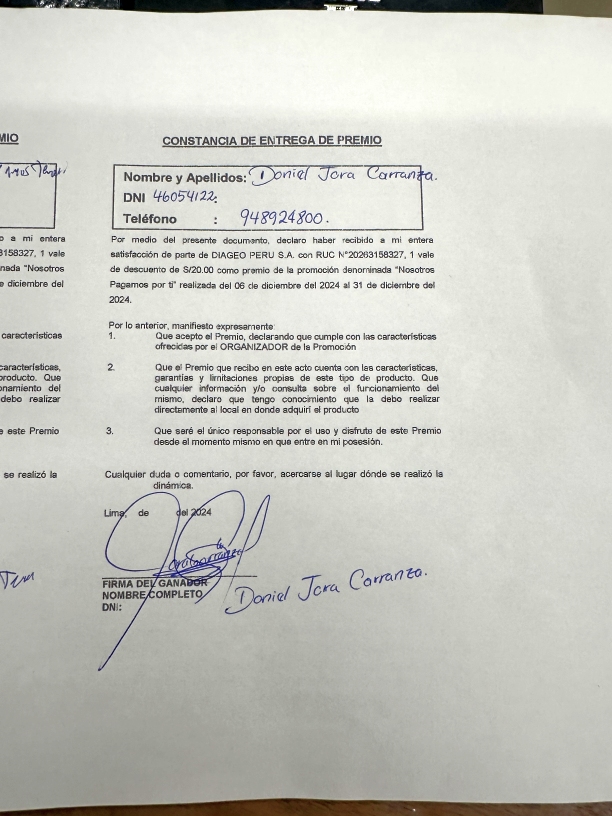 MIO
o a mi entera
3158327, 1 vale
nada "Nosotros
e diciembre del
características
aracterísticas,
roducto. Que
onamiento del
debo realizar
e este Premio
se realizó la
CONSTANCIA DE ENTREGA DE PREMIO
Nombre y Apellidos: Daniel Jara Carranza.
DNI 46054122.
Teléfono : 948924800.
Por medio del presente documento, declaro haber recibido a mi entera
satisfacción de parte de DIAGEO PERU S.A. con RUC N°20263158327, 1 vale
de descuento de S/20.00 como premio de la promoción denominada "Nosotros
Pagamos por ti" realizada del 06 de diciembre del 2024 al 31 de diciembre del
2024.
Por lo anterior, manifiesto expresamente
1. Que acepto el Premio, declarando que cumple con las características
ofrecidas por el ORGANIZADOR de la Promoción
2. Que el Premio que recibo en este acto cuenta con las características,
garantías y limitaciones propias de este tipo de producto. Que
cualquier información y/o consulta sobre el funcionamiento del
mismo, declaro que tengo conocimiento que la debo realizar
directamente al local en donde adquirí el producto
3. Que seré el único responsable por el uso y disfruto de este Premio
desde el momento mismo en que entre en mi posesión.
Cualquier duda o comentario, por favor, acercarse al lugar dónde se realizó la
dinámica.
Lima, de del 2024
FIRMA DEL GANADOR
NOMBRE COMPLETO Daniel Jara Carranza.
DNI: